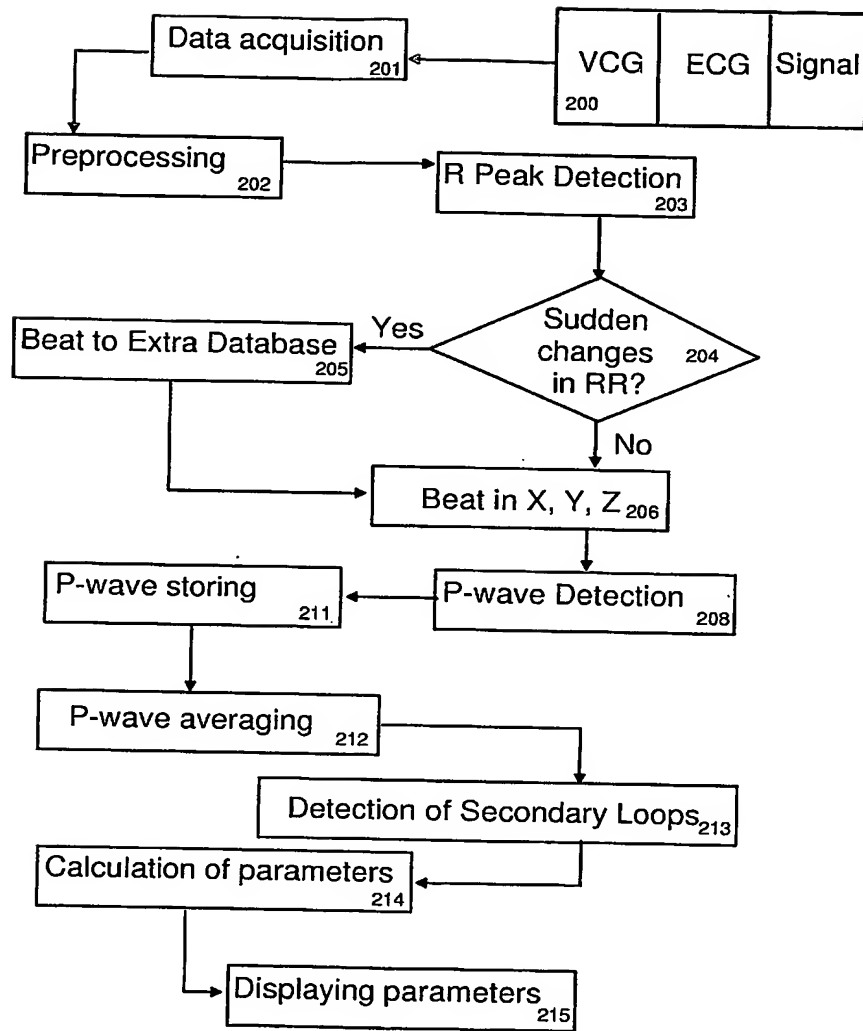 VCG ECG Signal
200
Data acquisition
201
Preprocessing
202
R Peak Detection
203
Sudden
changes
in RR?
204
Yes
Beat to Extra Database
205
No
Beat in X, Y, Z
206
P-wave Detection
208
P-wave storing
211
P-wave averaging
212
Detection of Secondary Loops
213
Calculation of parameters
214
Displaying parameters
215